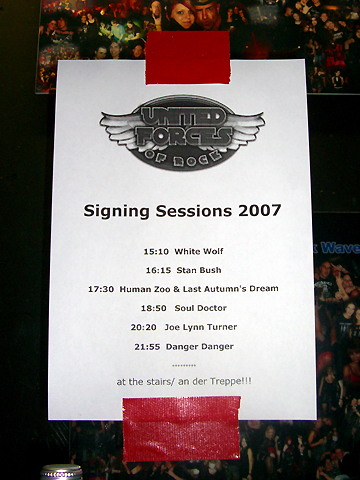 UNITED
FORCES
OF ROCK
Signing Sessions 2007
15:10 White Wolf
16:15 Stan Bush
17:30 Human Zoo & Last Autumn's Dream
18:50 Soul Doctor
20:20 Joe Lynn Turner
21:55 Danger Danger
.........
at the stairs/ an der Treppe!!!
Wave